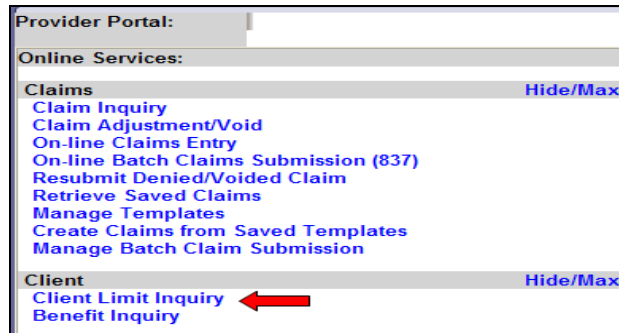 Provider Portal:
Online Services:
Claims Hide/Max
Claim Inquiry
Claim Adjustment/Void
On-line Claims Entry
On-line Batch Claims Submission (837)
Resubmit Denied/Voided Claim
Retrieve Saved Claims
Manage Templates
Create Claims from Saved Templates
Manage Batch Claim Submission
Client Hide/Max
Client Limit Inquiry
Benefit Inquiry